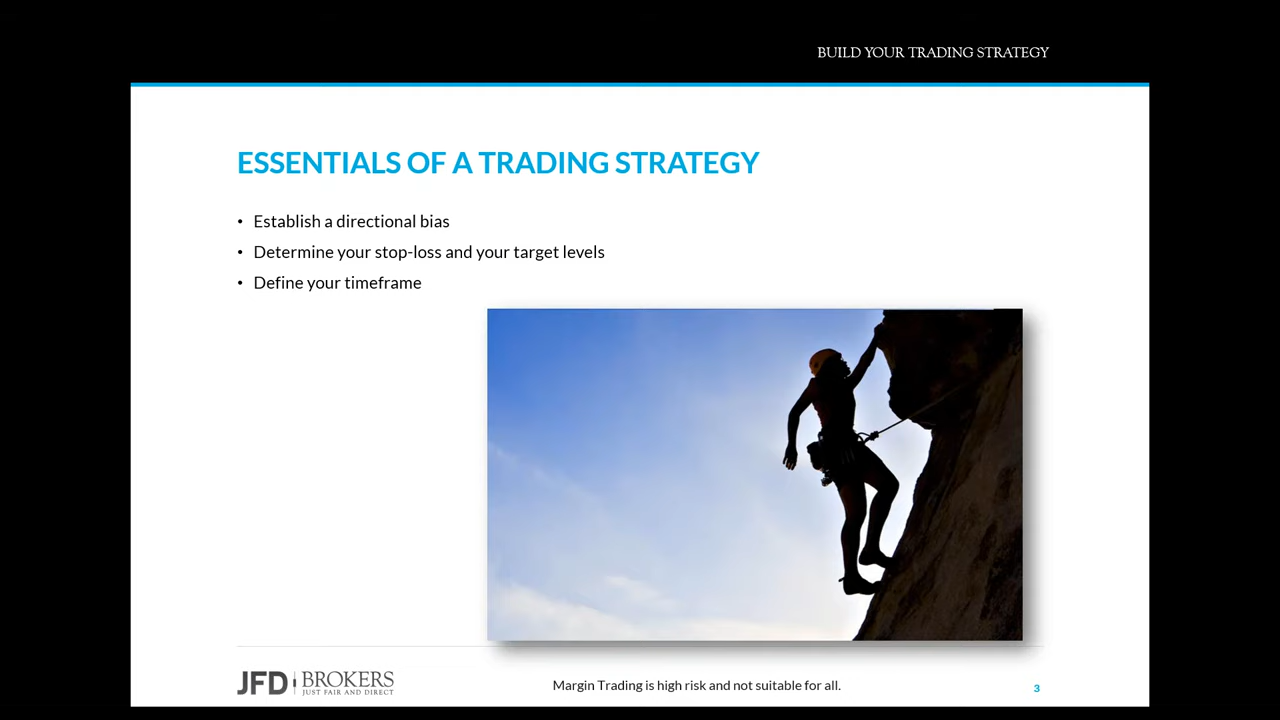 BUILD YOUR TRADING STRATEGY
ESSENTIALS OF A TRADING STRATEGY
• Establish a directional bias
• Determine your stop-loss and your target levels
• Define your timeframe
JFD BROKERS
JUST FAIR AND DIRECT
Margin Trading is high risk and not suitable for all.
3